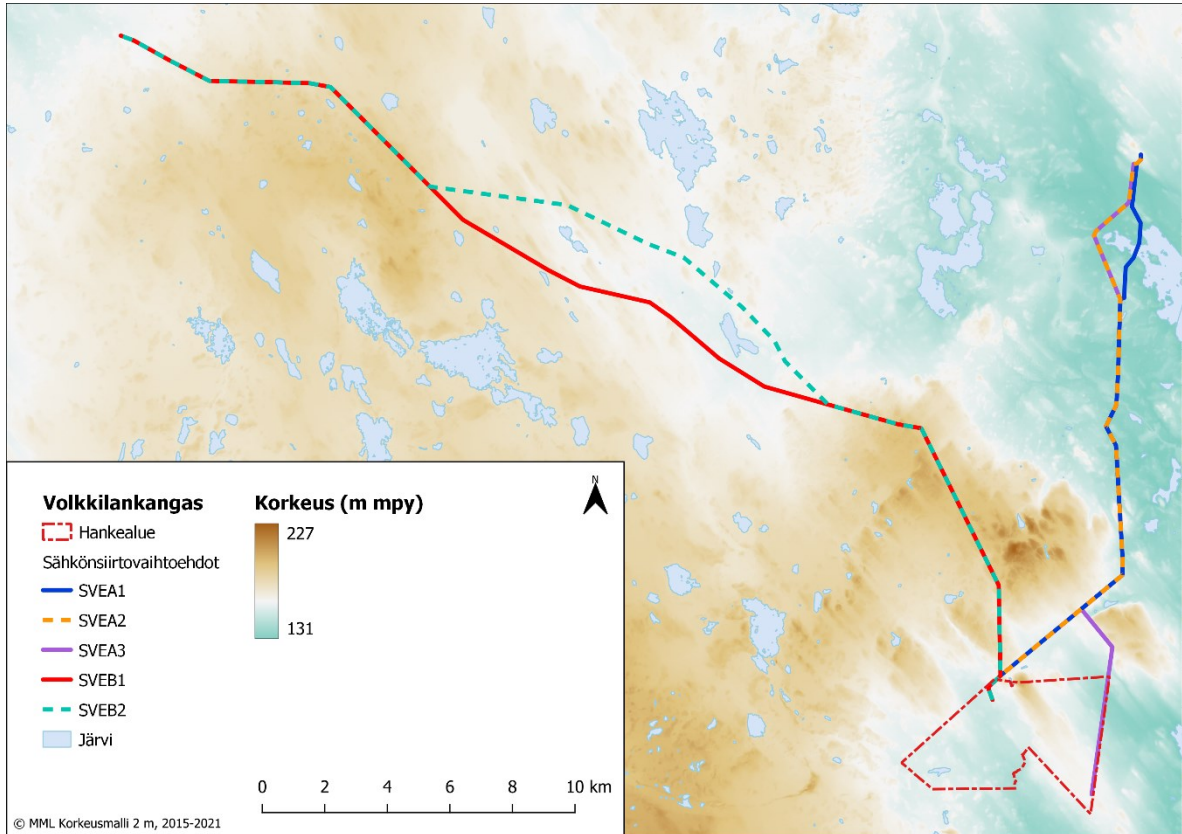 N
Volkkilankangas
Hankealue
Sähkönsiirtovaihtoehdot
SVEA1
SVEA2
SVEA3
SVEB1
SVEB2
Järvi
Korkeus (m mpy)
227
131
0 2 4 6 8 10 km
© MML Korkeusmalli 2 m, 2015-2021